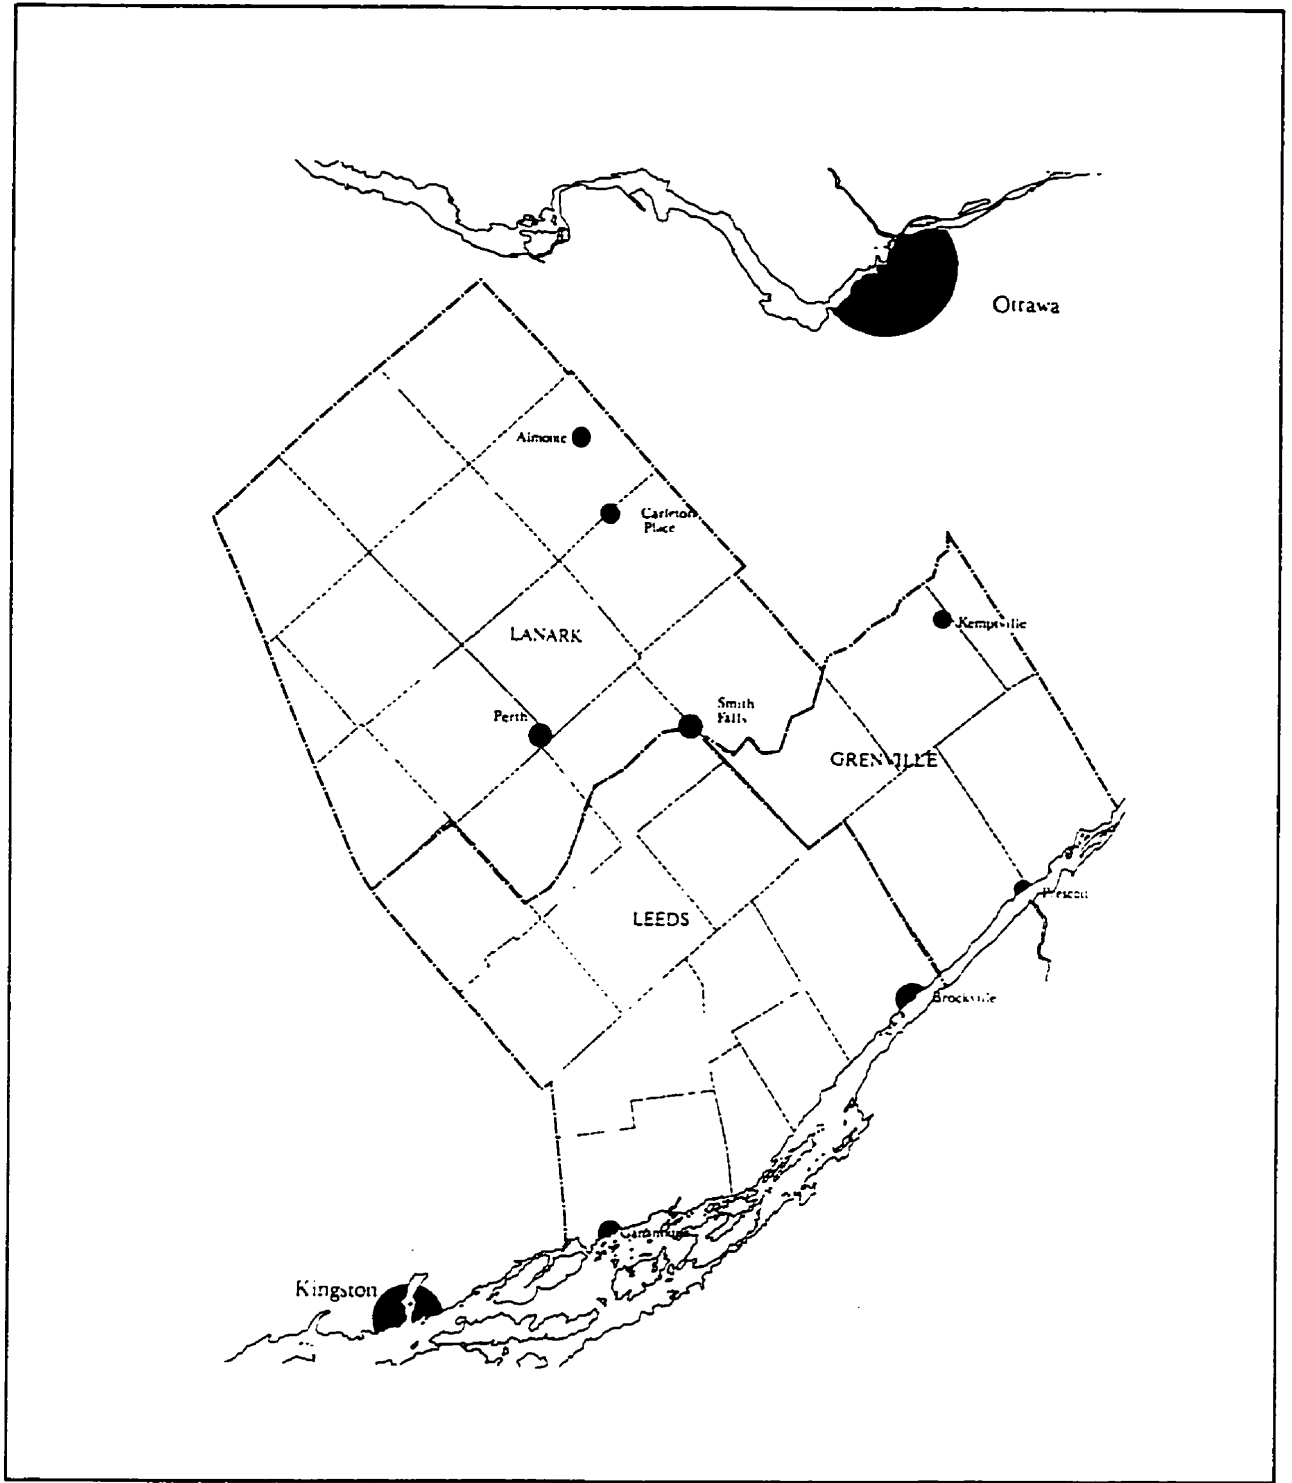 Ottawa
Almonte
Carleton
Place
Kemptville
LANARK
Smith
Falls
Perth
GRENVILLE
Prescott
LEEDS
Brockville
Gananoque
Kingston